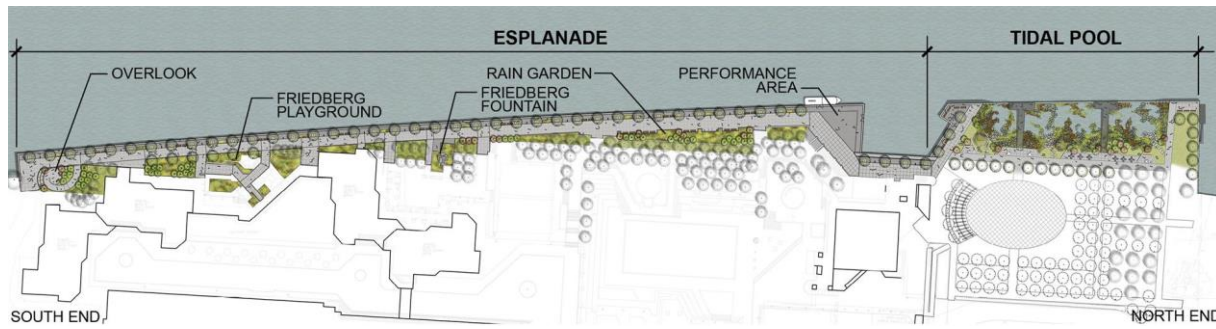 ESPLANADE
TIDAL POOL
OVERLOOK
FRIEDBERG
PLAYGROUND
RAIN GARDEN
FRIEDBERG
FOUNTAIN
PERFORMANCE
AREA
SOUTH END
NORTH END